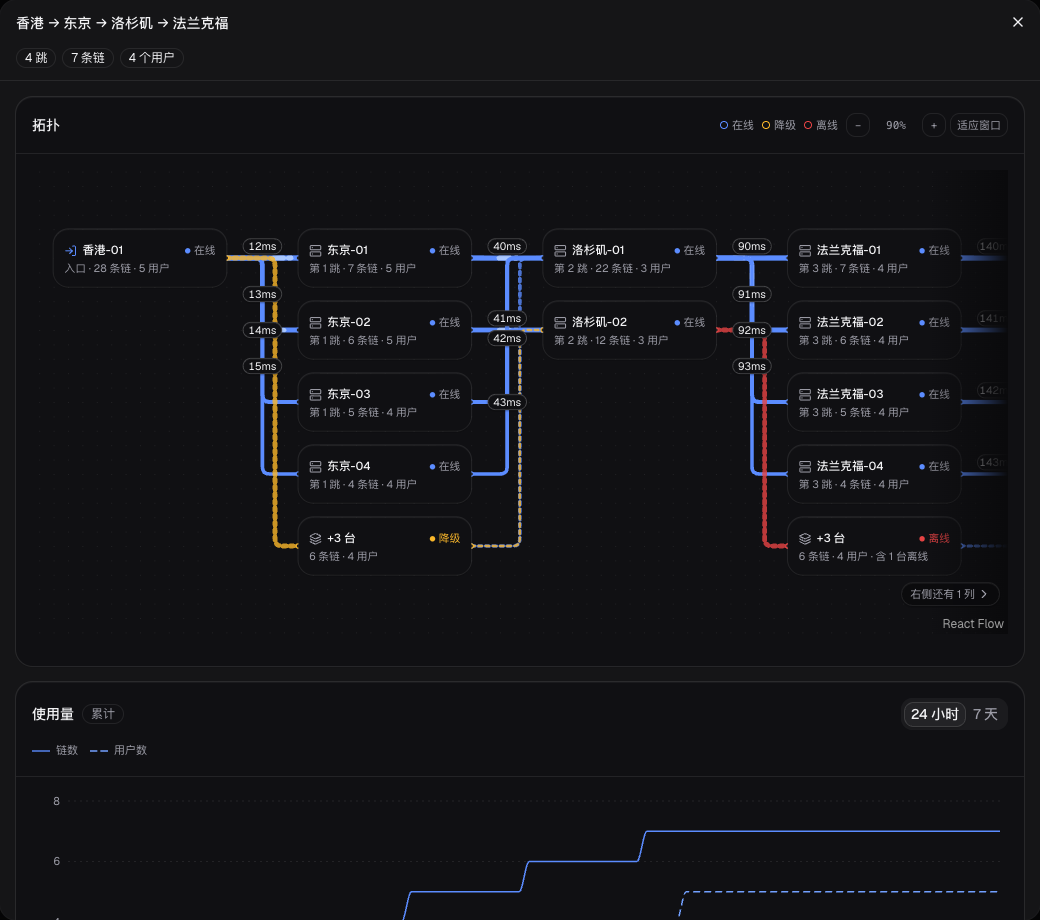 香港 → 东京 → 洛杉矶 → 法兰克福
4 跳
7 条链
4 个用户
拓扑
在线
降级
离线
−
90%
+
适应窗口
香港-01
在线
入口 · 28 条链 · 5 用户
12ms
13ms
14ms
15ms
东京-01
在线
第 1 跳 · 7 条链 · 5 用户
东京-02
在线
第 1 跳 · 6 条链 · 5 用户
东京-03
在线
第 1 跳 · 5 条链 · 4 用户
东京-04
在线
第 1 跳 · 4 条链 · 4 用户
+3 台
降级
6 条链 · 4 用户
40ms
41ms
42ms
43ms
洛杉矶-01
在线
第 2 跳 · 22 条链 · 3 用户
洛杉矶-02
在线
第 2 跳 · 12 条链 · 3 用户
90ms
91ms
92ms
93ms
法兰克福-01
在线
第 3 跳 · 7 条链 · 4 用户
法兰克福-02
在线
第 3 跳 · 6 条链 · 4 用户
法兰克福-03
在线
第 3 跳 · 5 条链 · 4 用户
法兰克福-04
在线
第 3 跳 · 4 条链 · 4 用户
+3 台
离线
6 条链 · 4 用户 · 含 1 台离线
右侧还有 1 列
React Flow
使用量
累计
24 小时
7 天
链数
用户数
8
6